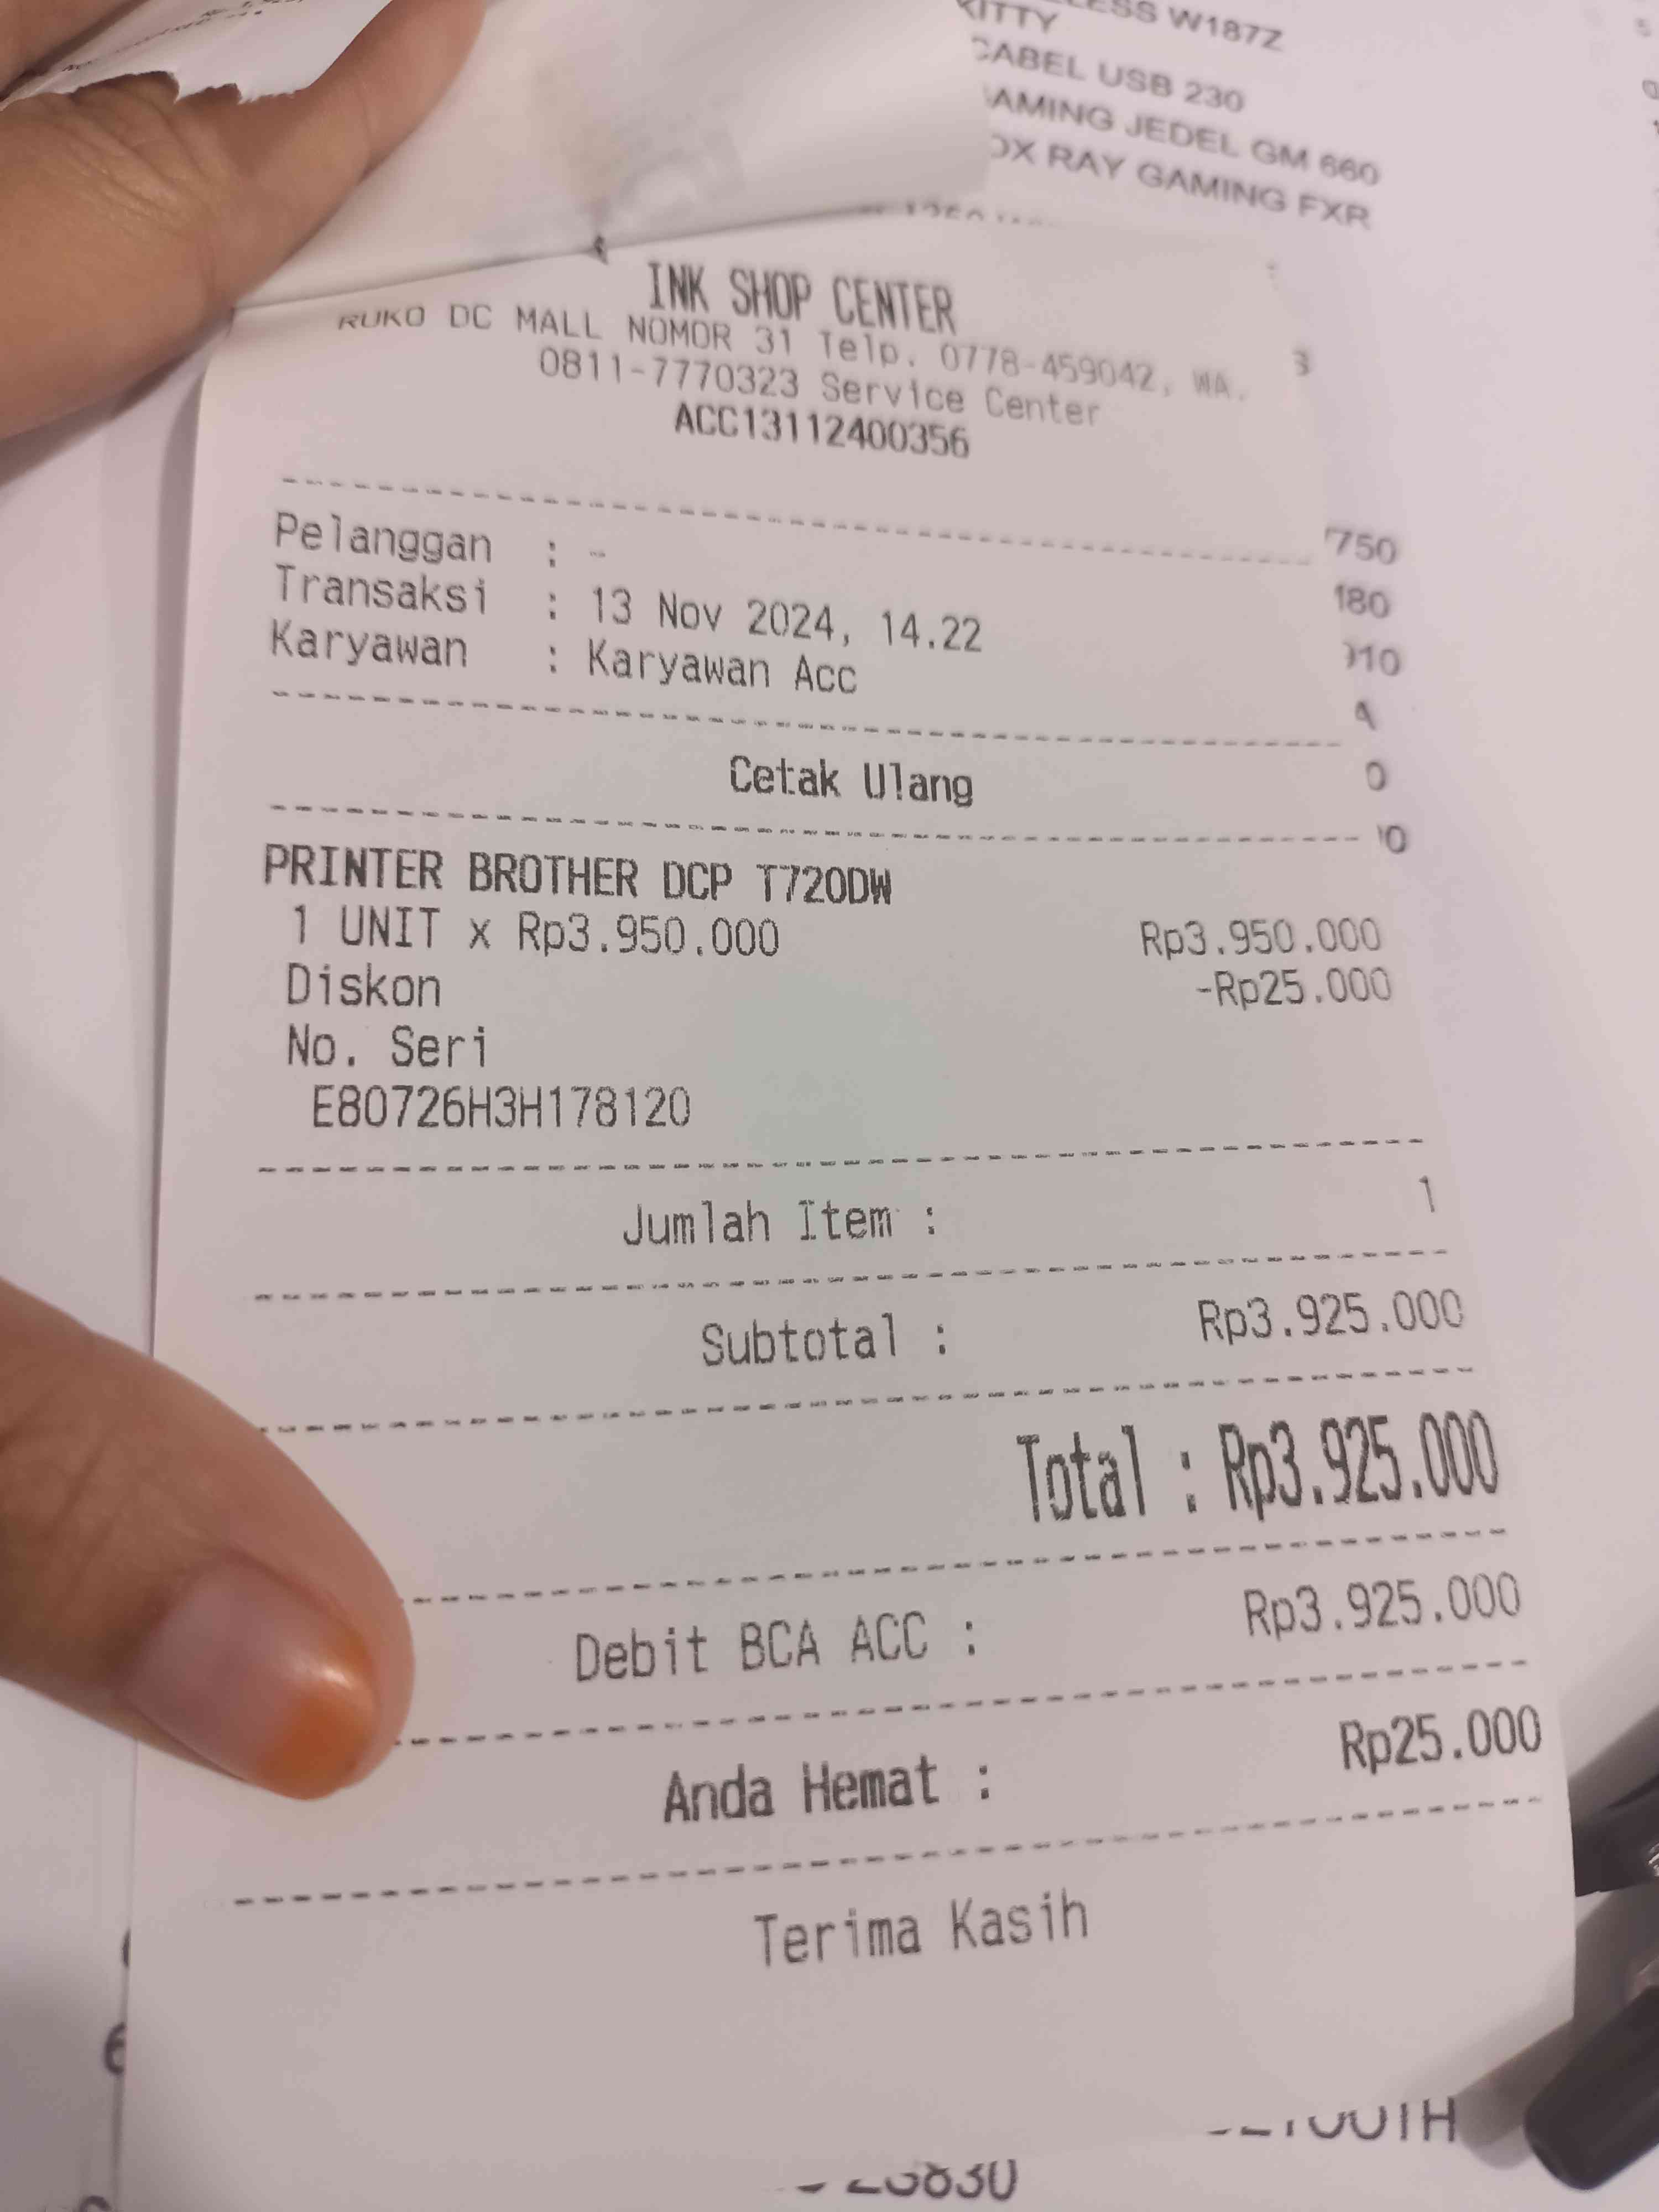 W187Z
KITTY
CABEL USB 230
GAMING JEDEL GM 660
RAY GAMING FXR
INK SHOP CENTER
RUKO DC MALL NOMOR 31 Telp. 0778-459042, WA.
0811-7770323 Service Center
ACC13112400356
Pelanggan : -
Transaksi : 13 Nov 2024, 14.22
Karyawan : Karyawan Acc
Cetak Ulang
PRINTER BROTHER DCP T720DW
1 UNIT x Rp3.950.000 Rp3.950.000
Diskon -Rp25.000
No. Seri
E80726H3H178120
Jumlah Item : 1
Subtotal : Rp3.925.000
Total : Rp3.925.000
Debit BCA ACC : Rp3.925.000
Anda Hemat : Rp25.000
Terima Kasih